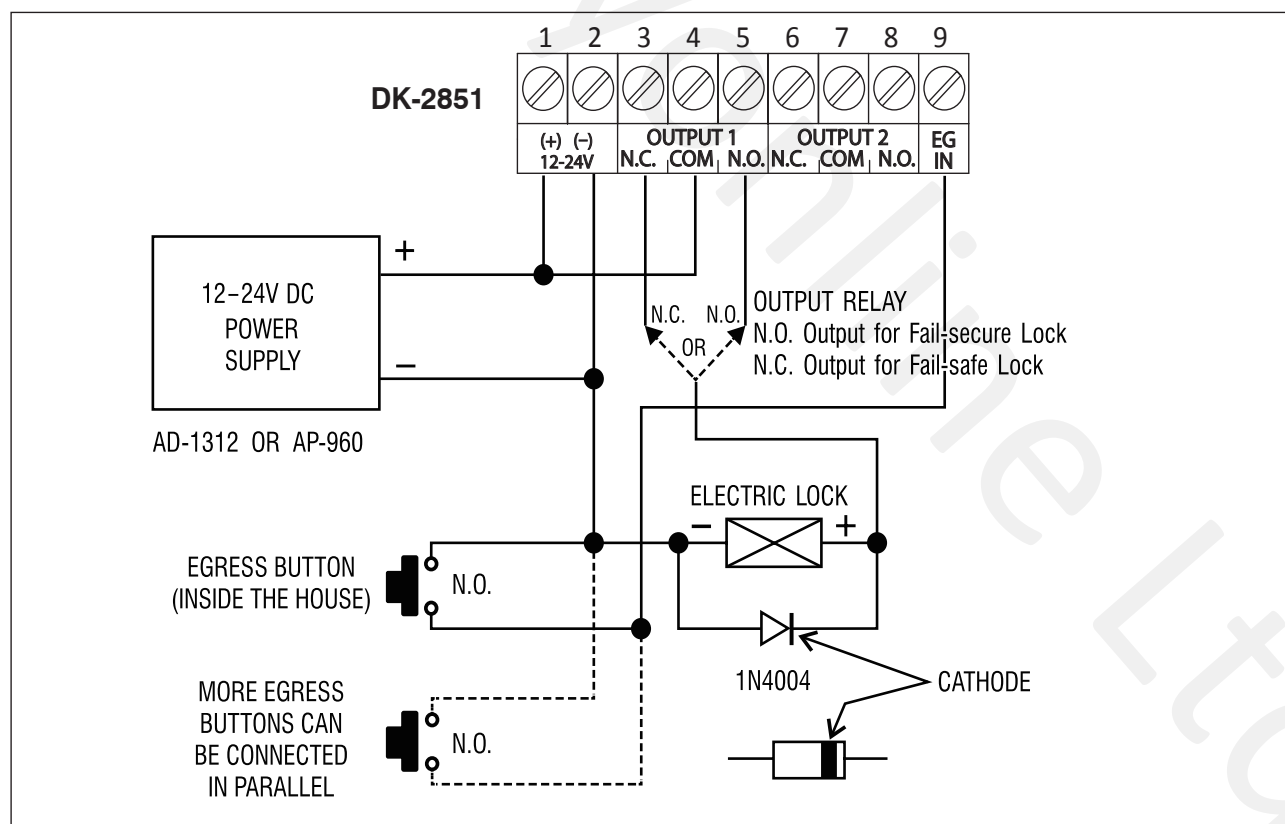 1 2 3 4 5 6 7 8 9
DK-2851
(+) (–) OUTPUT 1 OUTPUT 2 EG
12-24V N.C. COM N.O. N.C. COM N.O. IN
+
12–24V DC
POWER
SUPPLY
–
AD-1312 OR AP-960
N.C. N.O.
OR
OUTPUT RELAY
N.O. Output for Fail-secure Lock
N.C. Output for Fail-safe Lock
ELECTRIC LOCK
– +
EGRESS BUTTON
(INSIDE THE HOUSE)
N.O.
1N4004
CATHODE
MORE EGRESS
BUTTONS CAN
BE CONNECTED
IN PARALLEL
N.O.
online Ltd